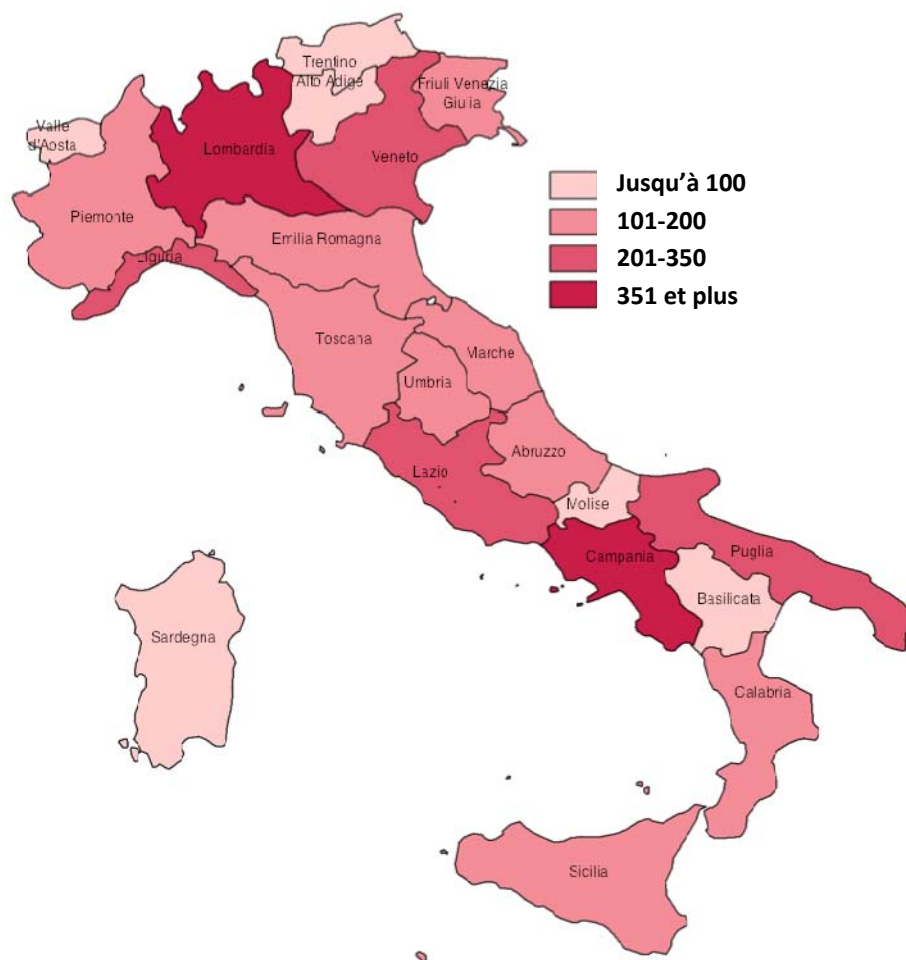 Trentino
Alto Adige
Friuli Venezia
Giulia
Valle
d'Aosta
Lombardia
Veneto
Jusqu'à 100
101-200
201-350
351 et plus
Piemonte
Emilia Romagna
Liguria
Toscana
Marche
Umbria
Abruzzo
Lazio
Molise
Campania
Puglia
Basilicata
Sardegna
Calabria
Sicilia